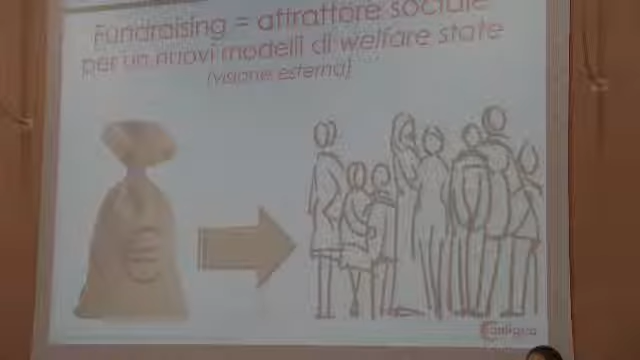 Fundraising = attrattore sociale
per un nuovi modelli di welfare state
(visione esterna)
€